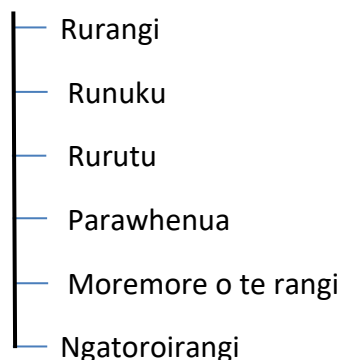 Rurangi
Runuku
Rurutu
Parawhenua
Moremore o te rangi
Ngatoroirangi